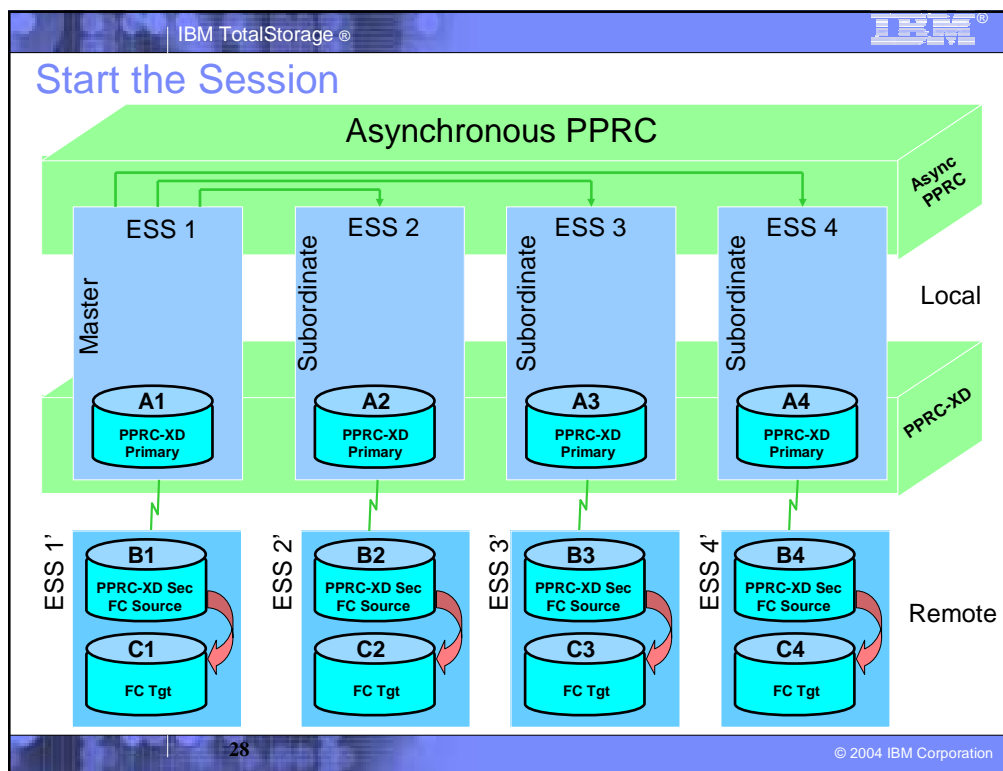 IBM TotalStorage ®
IBM®
Start the Session
Asynchronous PPRC
Async
PPRC
ESS 1
ESS 2
ESS 3
ESS 4
Master
Subordinate
Subordinate
Subordinate
Local
A1
PPRC-XD
Primary
A2
PPRC-XD
Primary
A3
PPRC-XD
Primary
A4
PPRC-XD
Primary
PPRC-XD
ESS 1’
B1
PPRC-XD Sec
FC Source
C1
FC Tgt
ESS 2’
B2
PPRC-XD Sec
FC Source
C2
FC Tgt
ESS 3’
B3
PPRC-XD Sec
FC Source
C3
FC Tgt
ESS 4’
B4
PPRC-XD Sec
FC Source
C4
FC Tgt
Remote
28
© 2004 IBM Corporation